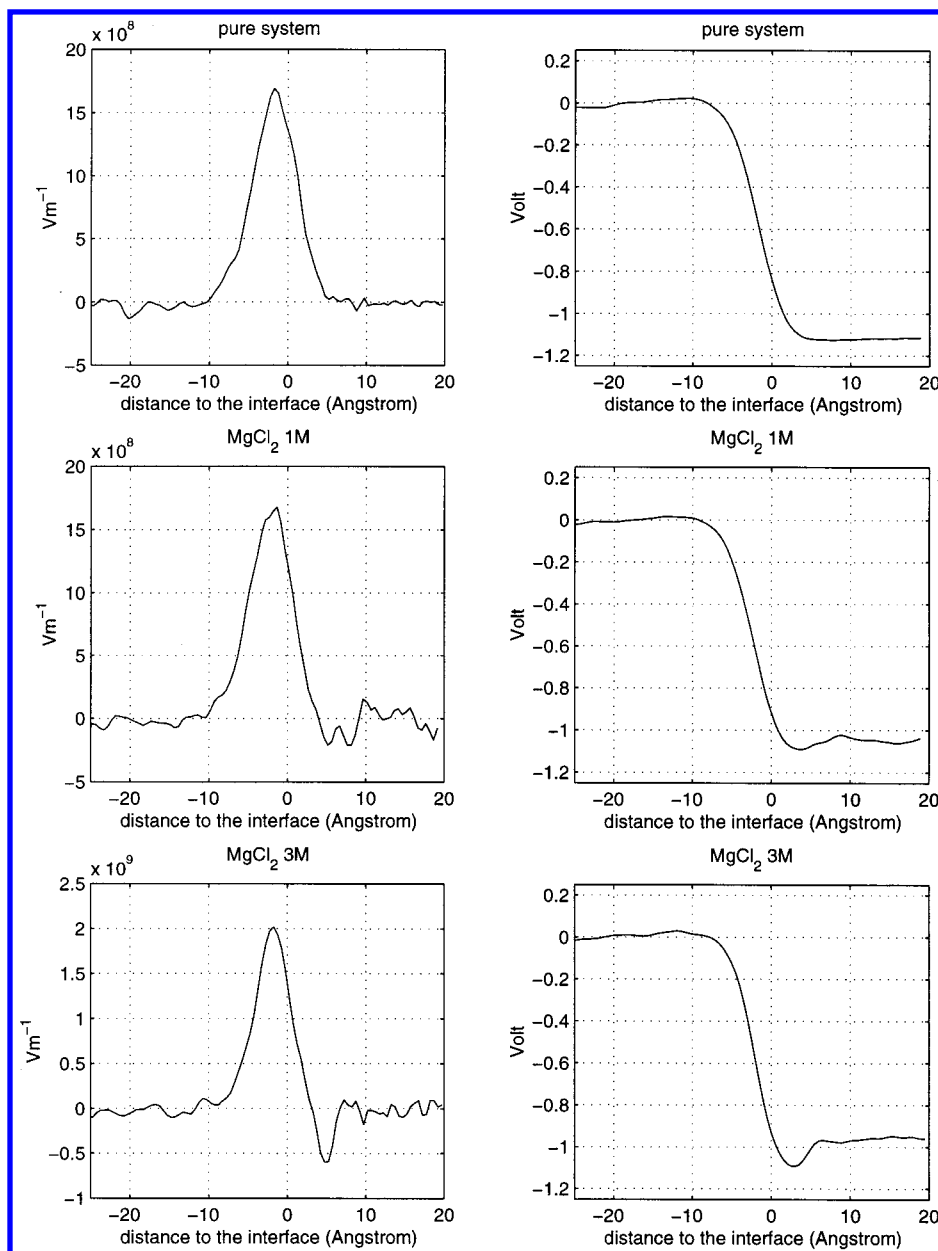 pure system
x 10⁸
20
15
10
5
0
−5
Vm⁻¹
−20 −10 0 10 20
distance to the interface (Angstrom)
pure system
0.2
0
−0.2
−0.4
−0.6
−0.8
−1
−1.2
Volt
−20 −10 0 10 20
distance to the interface (Angstrom)
MgCl₂ 1M
x 10⁸
20
15
10
5
0
−5
Vm⁻¹
−20 −10 0 10 20
distance to the interface (Angstrom)
MgCl₂ 1M
0.2
0
−0.2
−0.4
−0.6
−0.8
−1
−1.2
Volt
−20 −10 0 10 20
distance to the interface (Angstrom)
MgCl₂ 3M
x 10⁹
2.5
2
1.5
1
0.5
0
−0.5
−1
Vm⁻¹
−20 −10 0 10 20
distance to the interface (Angstrom)
MgCl₂ 3M
0.2
0
−0.2
−0.4
−0.6
−0.8
−1
−1.2
Volt
−20 −10 0 10 20
distance to the interface (Angstrom)